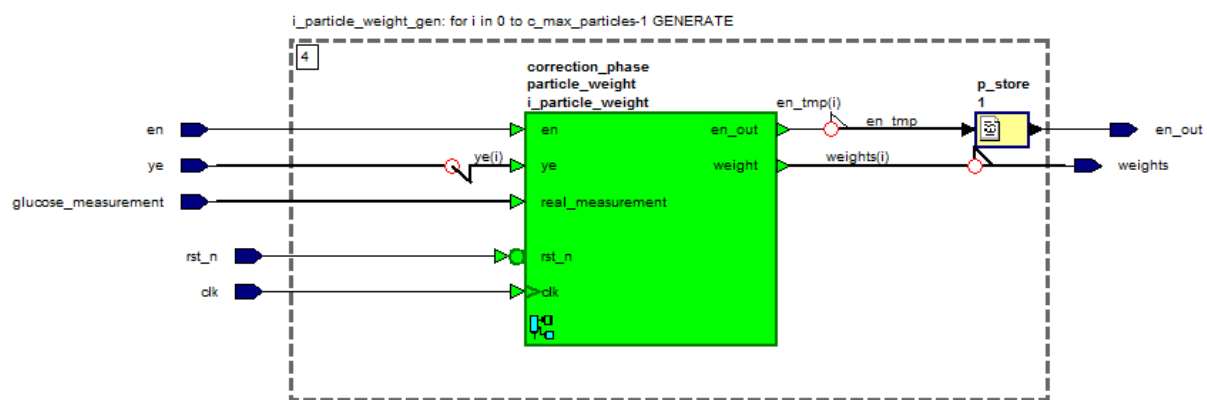 i_particle_weight_gen: for i in 0 to c_max_particles-1 GENERATE
4
correction_phase
particle_weight
i_particle_weight
p_store
1
en_tmp(i)
en_tmp
en
en
en_out
en_out
ye
ye(i)
ye
weight
weights(i)
weights
glucose_measurement
real_measurement
rst_n
rst_n
clk
clk